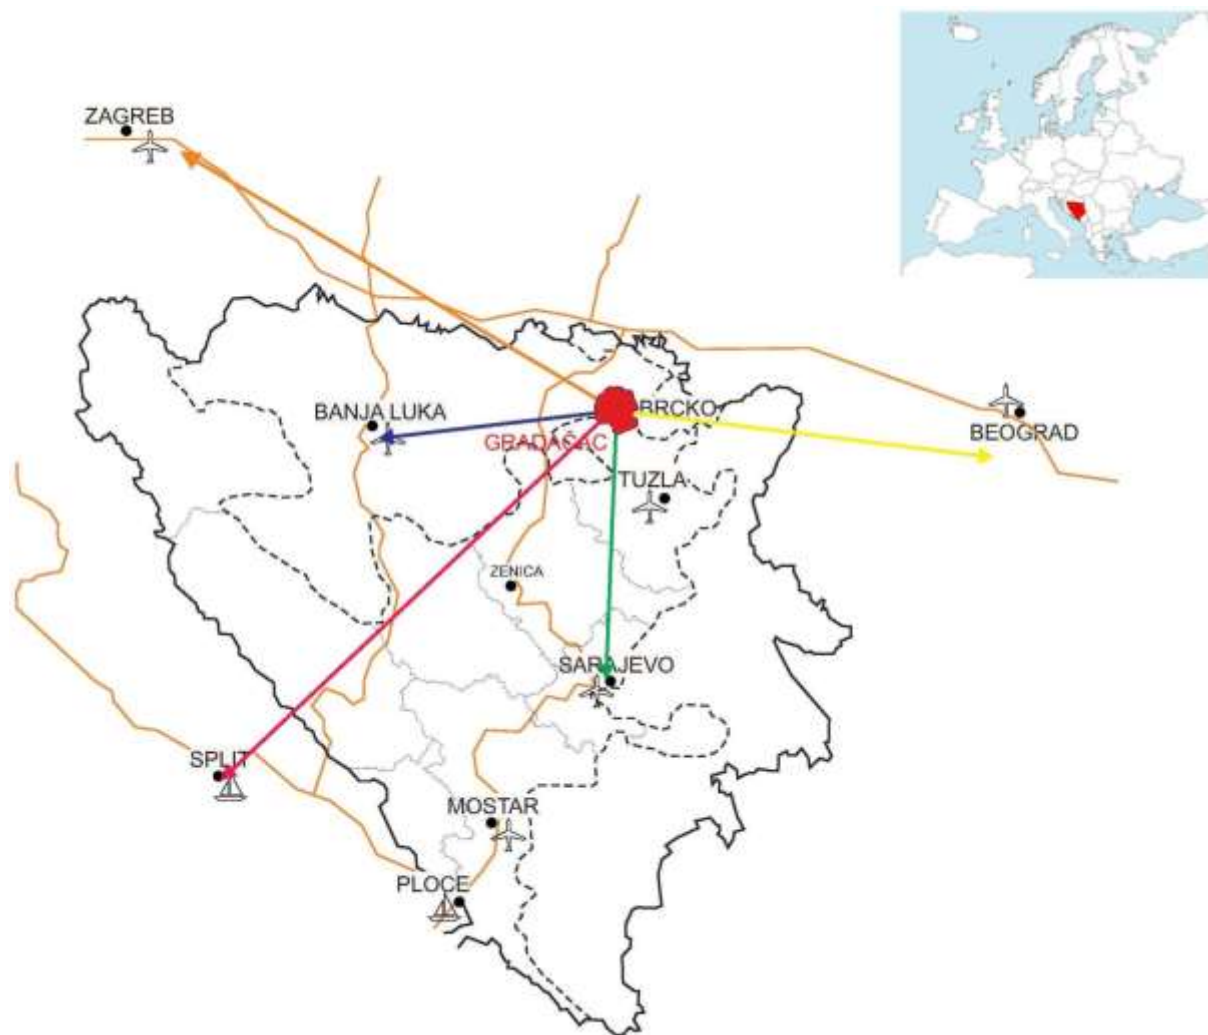 ZAGREB
BANJA LUKA
BRCKO
BEOGRAD
GRADAČAC
TUZLA
ZENICA
SARAJEVO
SPLIT
MOSTAR
PLOCE